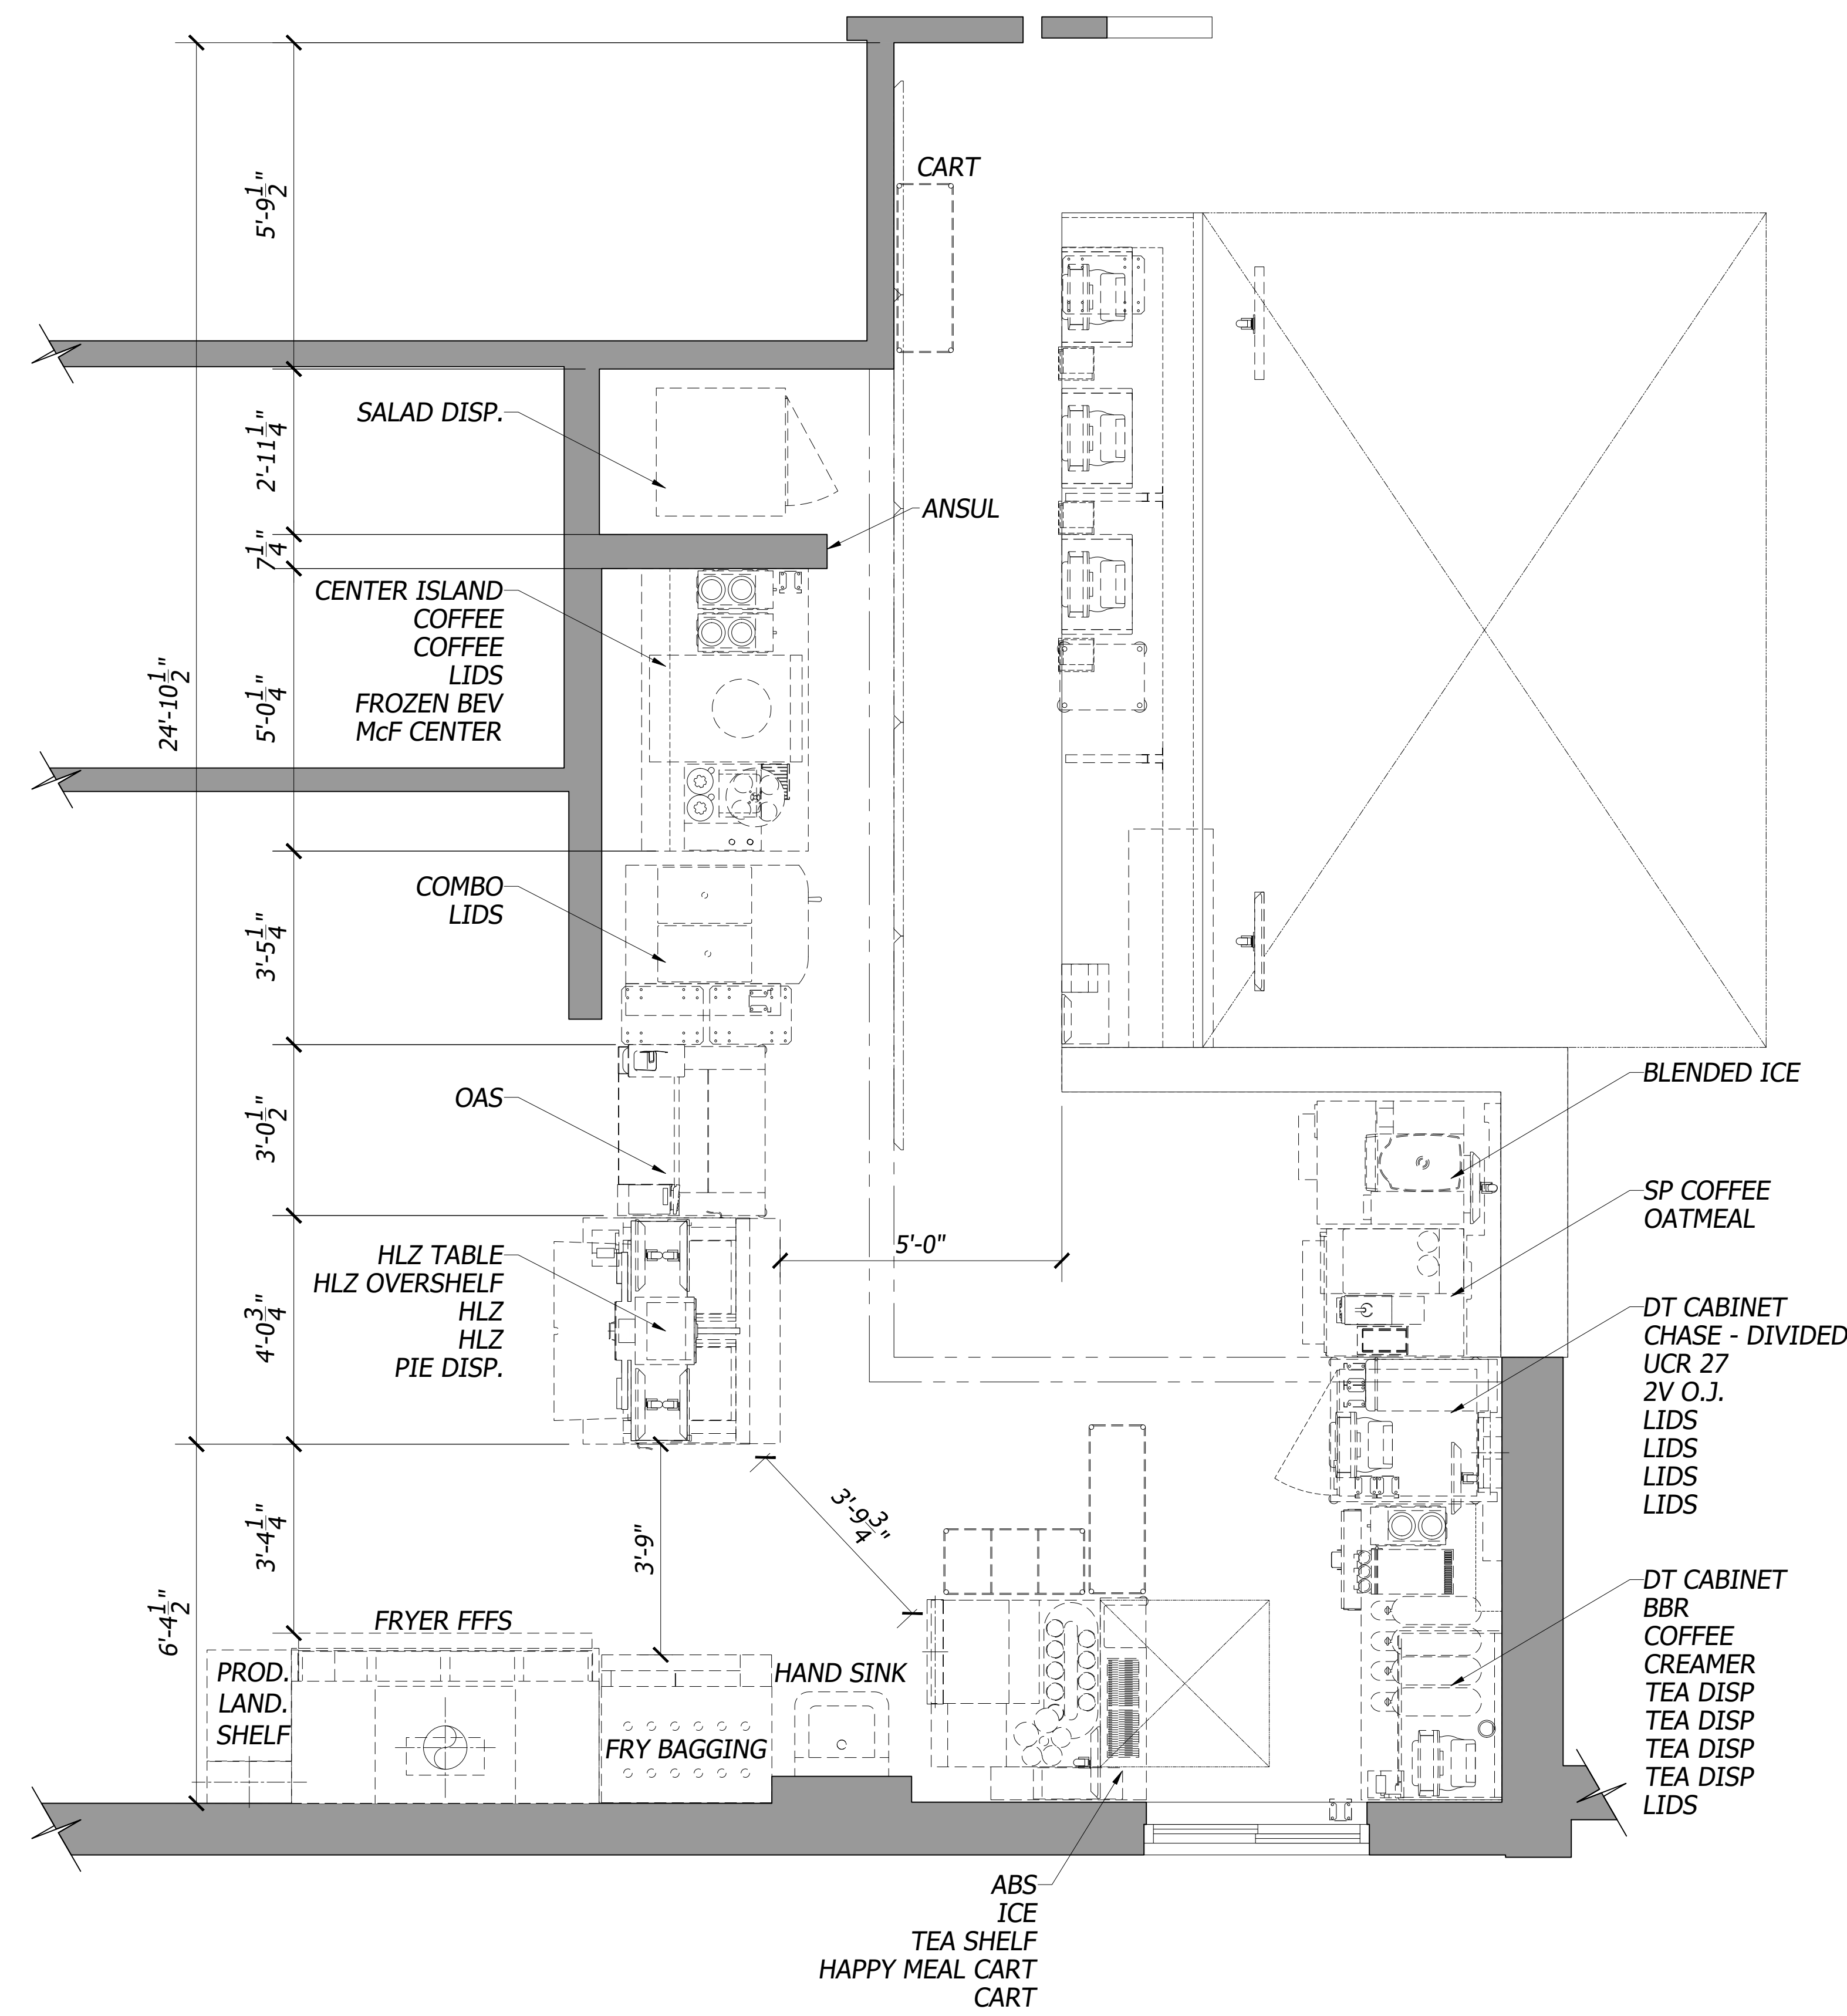 CART
5'-9 1/2"
SALAD DISP.
2'-11 1/4"
ANSUL
7 1/4"
CENTER ISLAND
COFFEE
COFFEE
LIDS
FROZEN BEV
McF CENTER
24'-10 1/2"
5'-0 1/4"
COMBO
LIDS
3'-5 1/4"
OAS
3'-0 1/2"
BLENDED ICE
SP COFFEE
OATMEAL
5'-0"
HLZ TABLE
HLZ OVERSHELF
HLZ
HLZ
PIE DISP.
4'-0 3/4"
DT CABINET
CHASE - DIVIDED
UCR 27
2V O.J.
LIDS
LIDS
LIDS
LIDS
3'-9 3/4"
3'-4 1/4"
3'-9"
6'-4 1/2"
DT CABINET
BBR
COFFEE
CREAMER
TEA DISP
TEA DISP
TEA DISP
TEA DISP
LIDS
FRYER FFFS
PROD.
LAND.
SHELF
HAND SINK
FRY BAGGING
ABS
ICE
TEA SHELF
HAPPY MEAL CART
CART